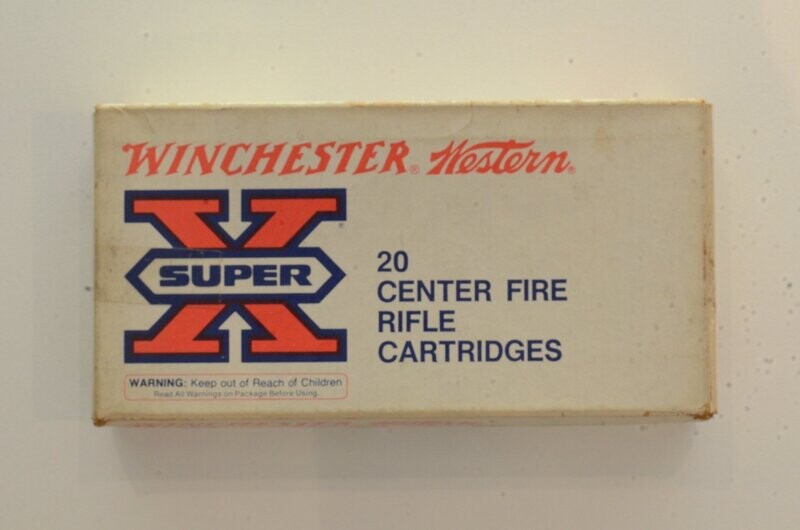 WINCHESTER® Western®
SUPER X
20
CENTER FIRE
RIFLE
CARTRIDGES
WARNING: Keep out of Reach of Children
Read All Warnings on Package Before Using.